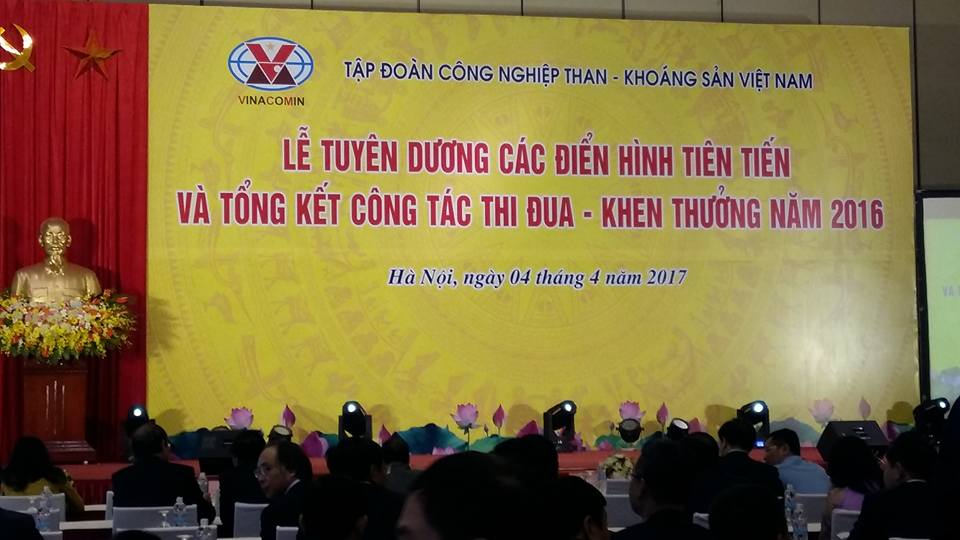 VINACOMIN
TẬP ĐOÀN CÔNG NGHIỆP THAN - KHOÁNG SẢN VIỆT NAM
LỄ TUYÊN DƯƠNG CÁC ĐIỂN HÌNH TIÊN TIẾN
VÀ TỔNG KẾT CÔNG TÁC THI ĐUA - KHEN THƯỞNG NĂM 2016
Hà Nội, ngày 04 tháng 4 năm 2017
VÀ